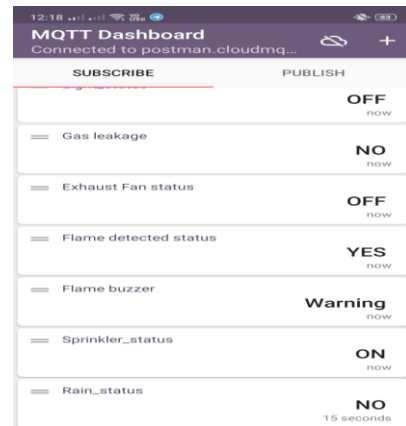 12:18
MQTT Dashboard
Connected to postman.cloudmq...
SUBSCRIBE PUBLISH
OFF
now
Gas leakage
NO
now
Exhaust Fan status
OFF
now
Flame detected status
YES
now
Flame buzzer
Warning
now
Sprinkler_status
ON
now
Rain_status
NO
15 seconds